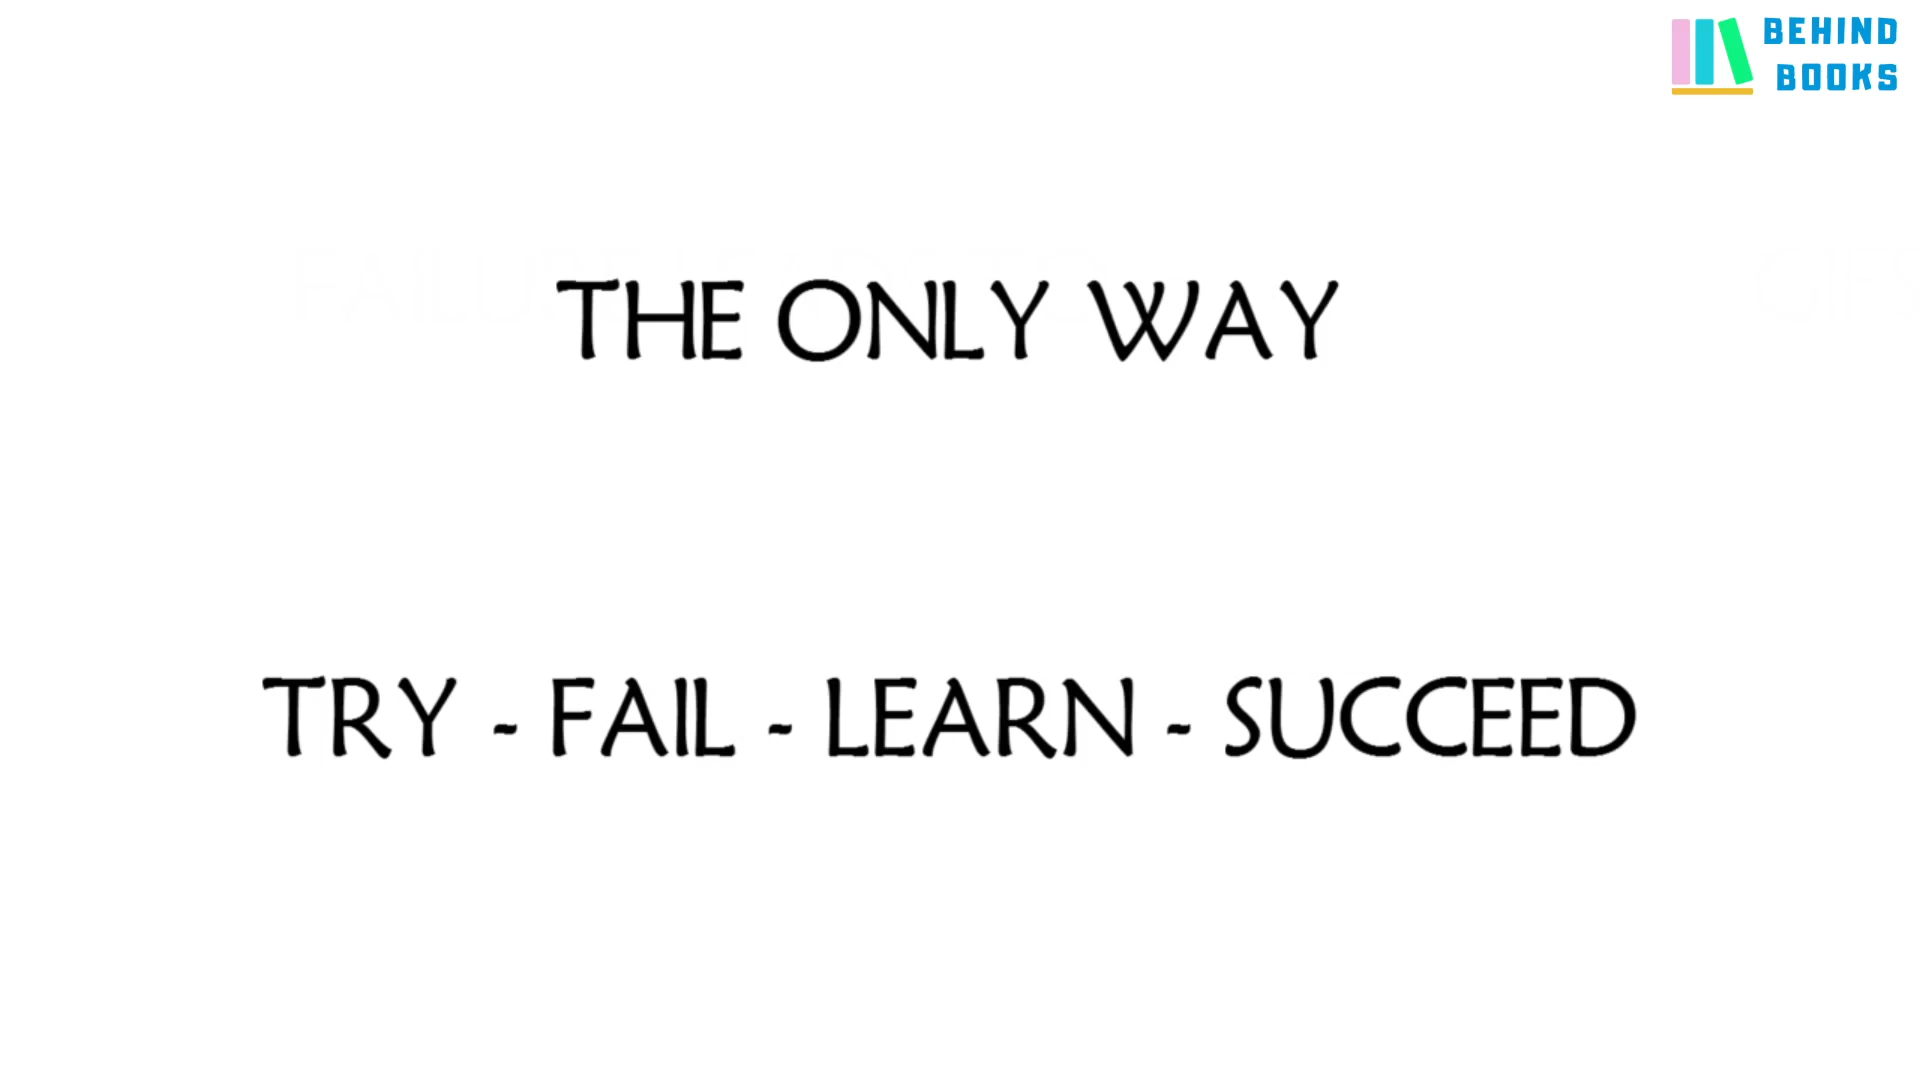 BEHIND
BOOKS
THE ONLY WAY
TRY - FAIL - LEARN - SUCCEED